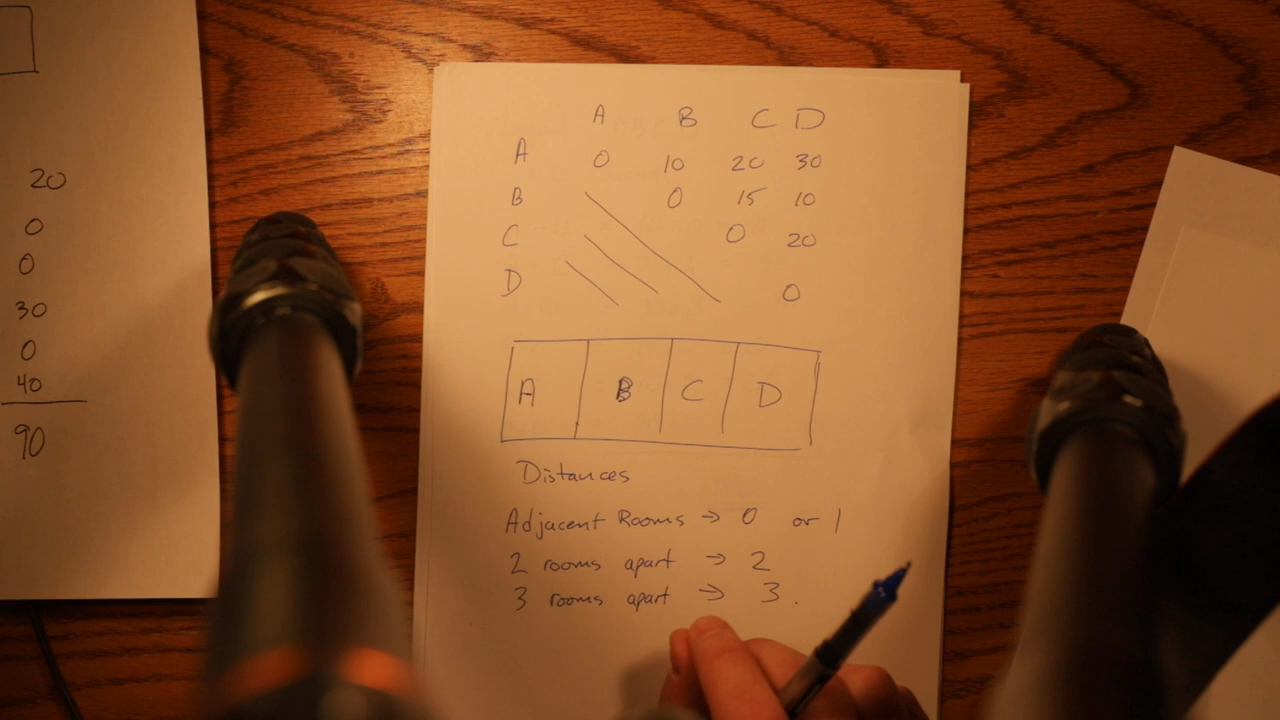 20
0
0
30
0
40
90
A B C D
A 0 10 20 30
B 0 15 10
C 0 20
D 0
A B C D
Distances
Adjacent Rooms → 0 or 1
2 rooms apart → 2
3 rooms apart → 3.